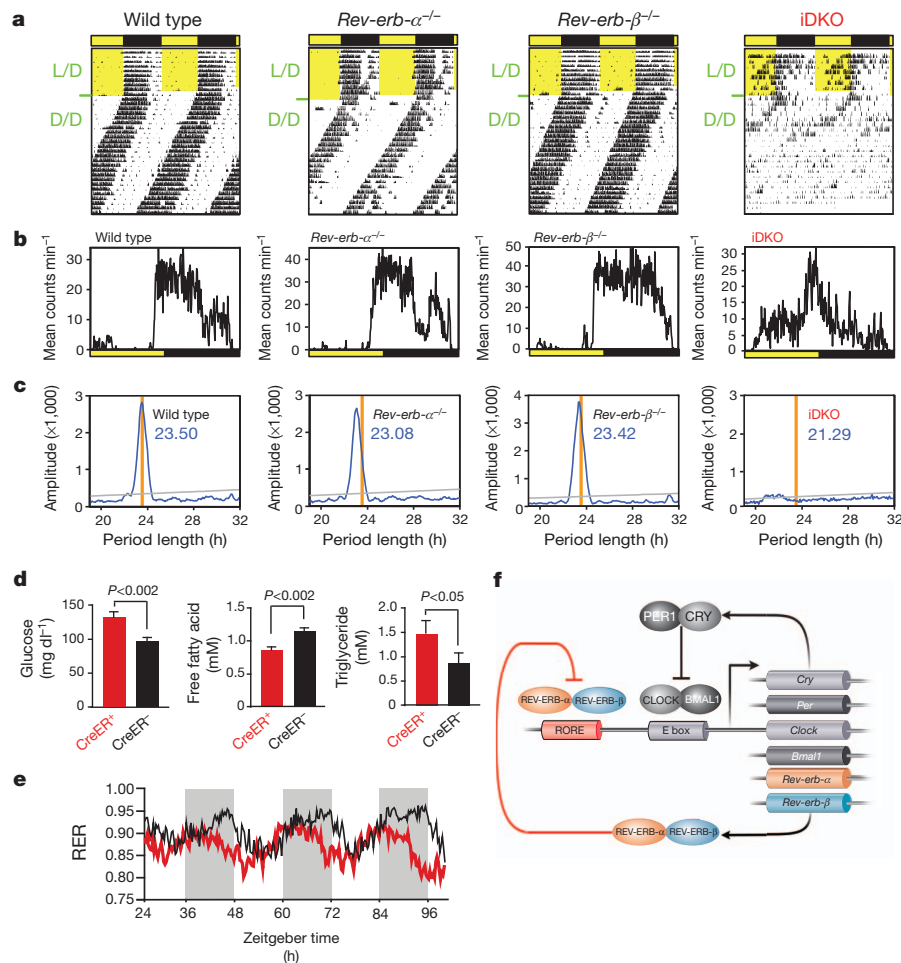 a
Wild type
Rev-erb-α−/−
Rev-erb-β−/−
iDKO
L/D
D/D
L/D
D/D
L/D
D/D
L/D
D/D
b
Mean counts min−1
Wild type
30
20
10
0
Mean counts min−1
Rev-erb-α−/−
40
30
20
10
0
Mean counts min−1
Rev-erb-β−/−
50
40
30
20
10
0
Mean counts min−1
iDKO
30
25
20
15
10
5
0
c
Amplitude (×1,000)
Wild type
23.50
3
2
1
0
24
28
32
Period length (h)
Amplitude (×1,000)
Rev-erb-α−/−
23.08
3
2
1
0
24
28
32
Period length (h)
Amplitude (×1,000)
Rev-erb-β−/−
23.42
4
3
2
1
0
20
24
28
32
Period length (h)
Amplitude (×1,000)
iDKO
21.29
3
2
1
0
20
24
28
32
Period length (h)
d
P<0.002
Glucose
(mg dl−1)
150
100
50
0
CreER+
CreER−
P<0.002
Free fatty acid
(mM)
1.5
1.0
0.5
0
CreER+
CreER−
P<0.05
Triglyceride
(mM)
2.0
1.5
1.0
0.5
0
CreER+
CreER−
e
RER
1.00
0.95
0.90
0.85
0.80
0.75
24
36
48
60
72
84
96
Zeitgeber time
(h)
f
PER1
CRY
REV-ERB-α
REV-ERB-β
CLOCK
BMAL1
RORE
E box
Cry
Per
Clock
Bmal1
Rev-erb-α
Rev-erb-β
REV-ERB-α
REV-ERB-β